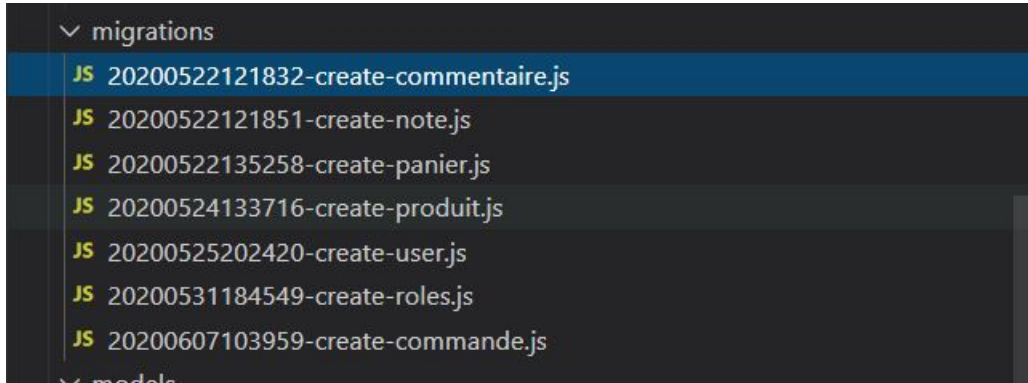 migrations
JS 20200522121832-create-commentaire.js
JS 20200522121851-create-note.js
JS 20200522135258-create-panier.js
JS 20200524133716-create-produit.js
JS 20200525202420-create-user.js
JS 20200531184549-create-roles.js
JS 20200607103959-create-commande.js
models